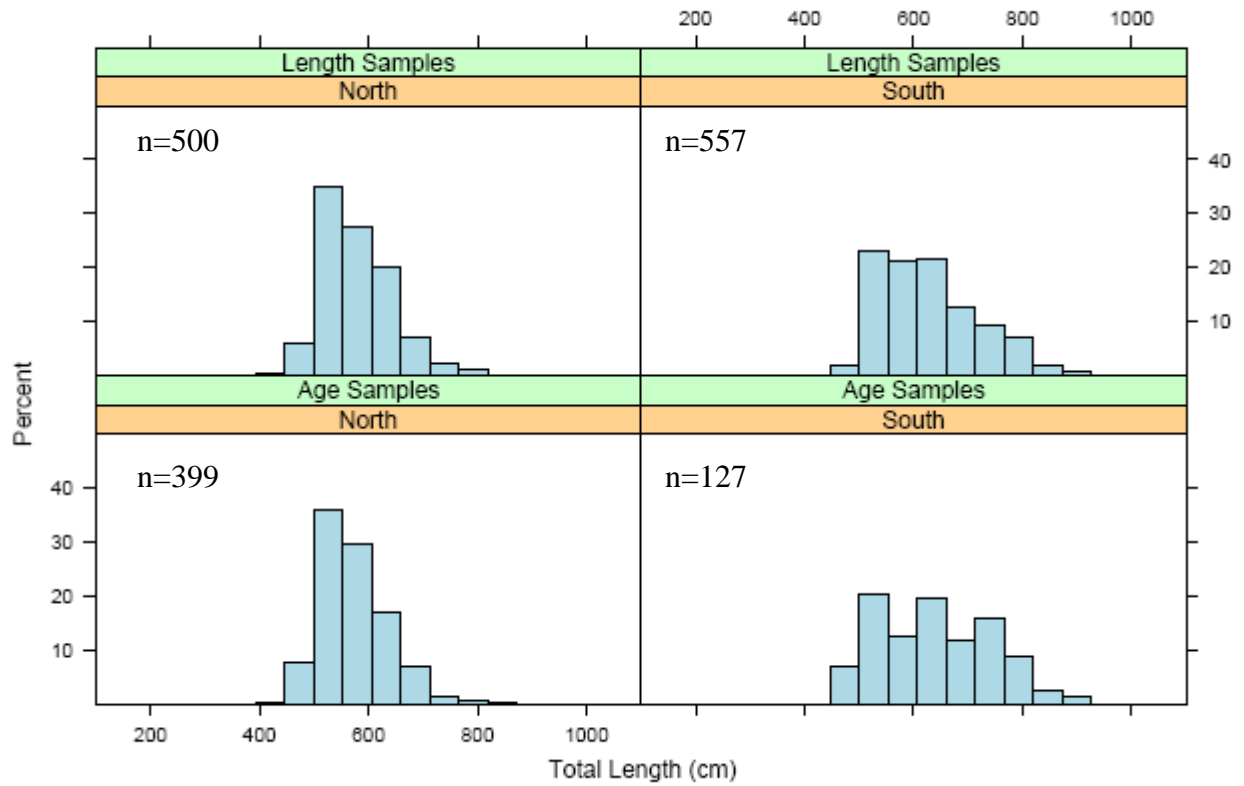 200 400 600 800 1000
Length Samples Length Samples
North South
n=500 n=557
40
30
20
10
Percent
Age Samples Age Samples
North South
n=399 n=127
40
30
20
10
200 400 600 800 1000
Total Length (cm)